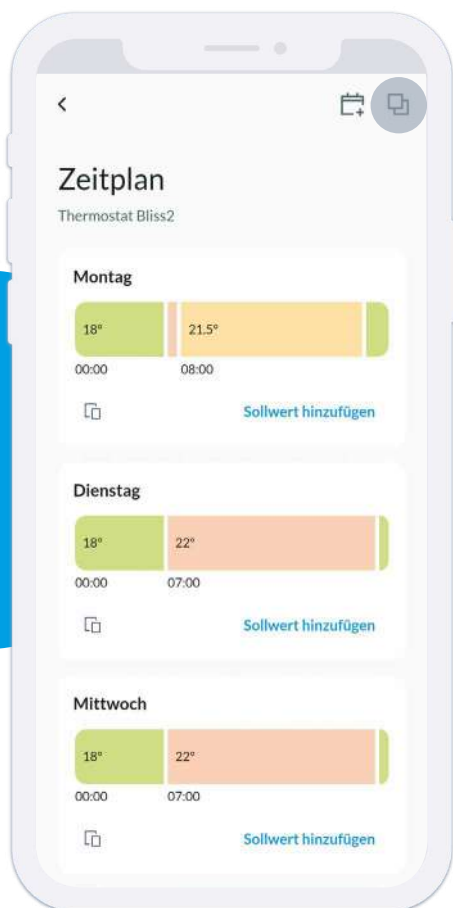 Zeitplan
Thermostat Bliss2
Montag
18° 21.5°
00:00 08:00
Sollwert hinzufügen
Dienstag
18° 22°
00:00 07:00
Sollwert hinzufügen
Mittwoch
18° 22°
00:00 07:00
Sollwert hinzufügen